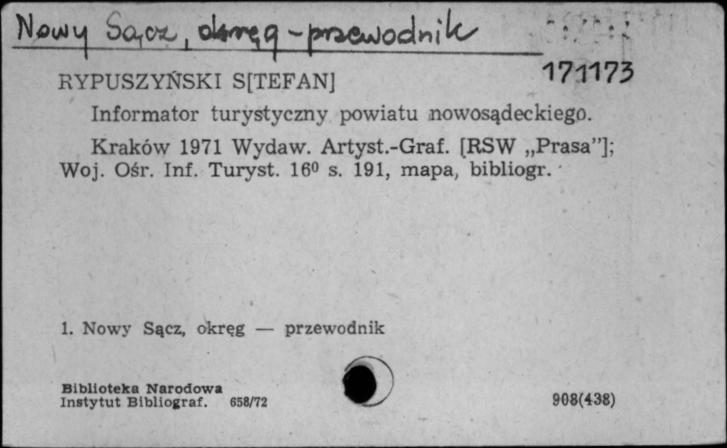 Nowy Sącz, okręg - przewodnik
171173
RYPUSZYŃSKI S[TEFAN]
Informator turystyczny powiatu nowosądeckiego.
Kraków 1971 Wydaw. Artyst.-Graf. [RSW „Prasa”];
Woj. Ośr. Inf. Turyst. 16⁰ s. 191, mapa, bibliogr.
1. Nowy Sącz, okręg — przewodnik
Biblioteka Narodowa
Instytut Bibliograf. 658/72
908(438)